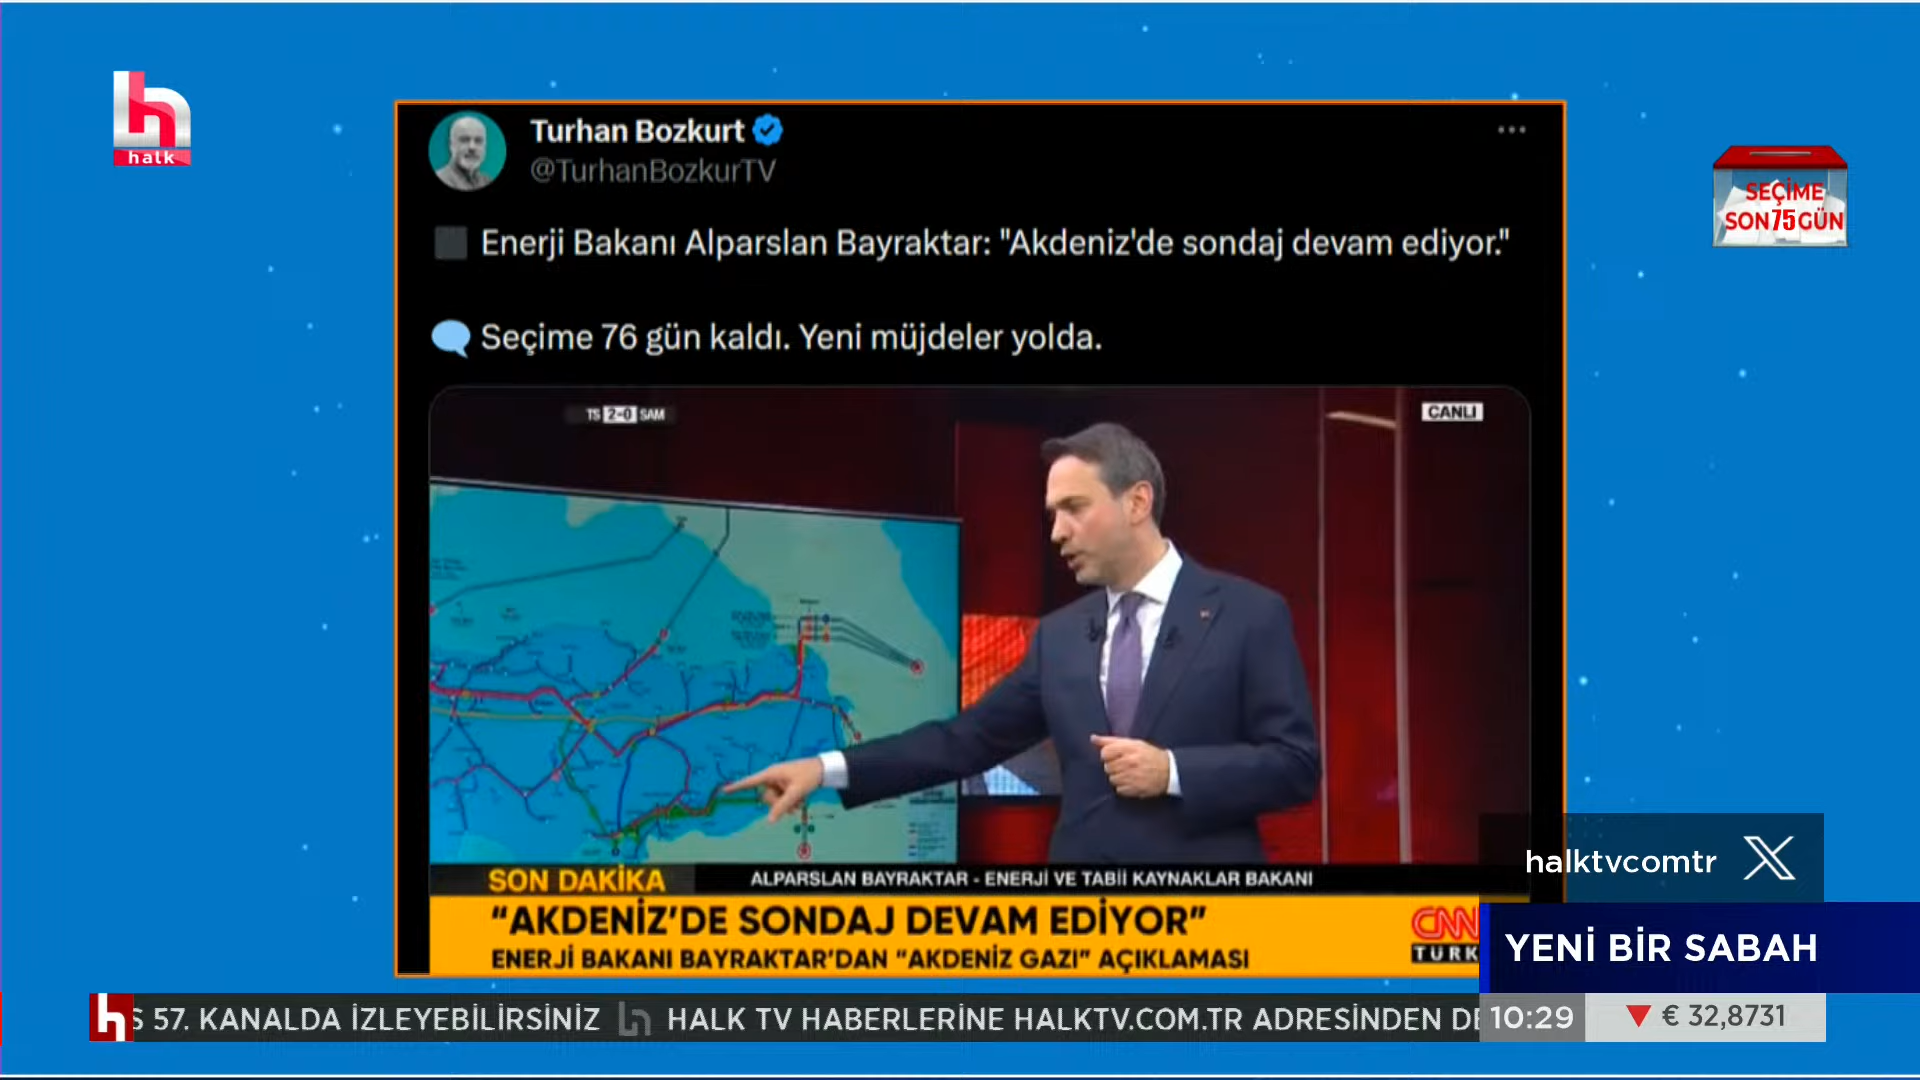 halk
SEÇİME
SON 75 GÜN
Turhan Bozkurt
@TurhanBozkurTV
Enerji Bakanı Alparslan Bayraktar: "Akdeniz'de sondaj devam ediyor."
Seçime 76 gün kaldı. Yeni müjdeler yolda.
TS 2-0 SAM
CANLI
SON DAKİKA
ALPARSLAN BAYRAKTAR - ENERJİ VE TABİİ KAYNAKLAR BAKANI
“AKDENİZ’DE SONDAJ DEVAM EDİYOR”
ENERJİ BAKANI BAYRAKTAR’DAN “AKDENİZ GAZI” AÇIKLAMASI
CNN
TURK
halktvcomtr
YENİ BİR SABAH
S 57. KANALDA İZLEYEBİLİRSİNİZ HALK TV HABERLERİNE HALKTV.COM.TR ADRESİNDEN DE
10:29
€ 32,8731